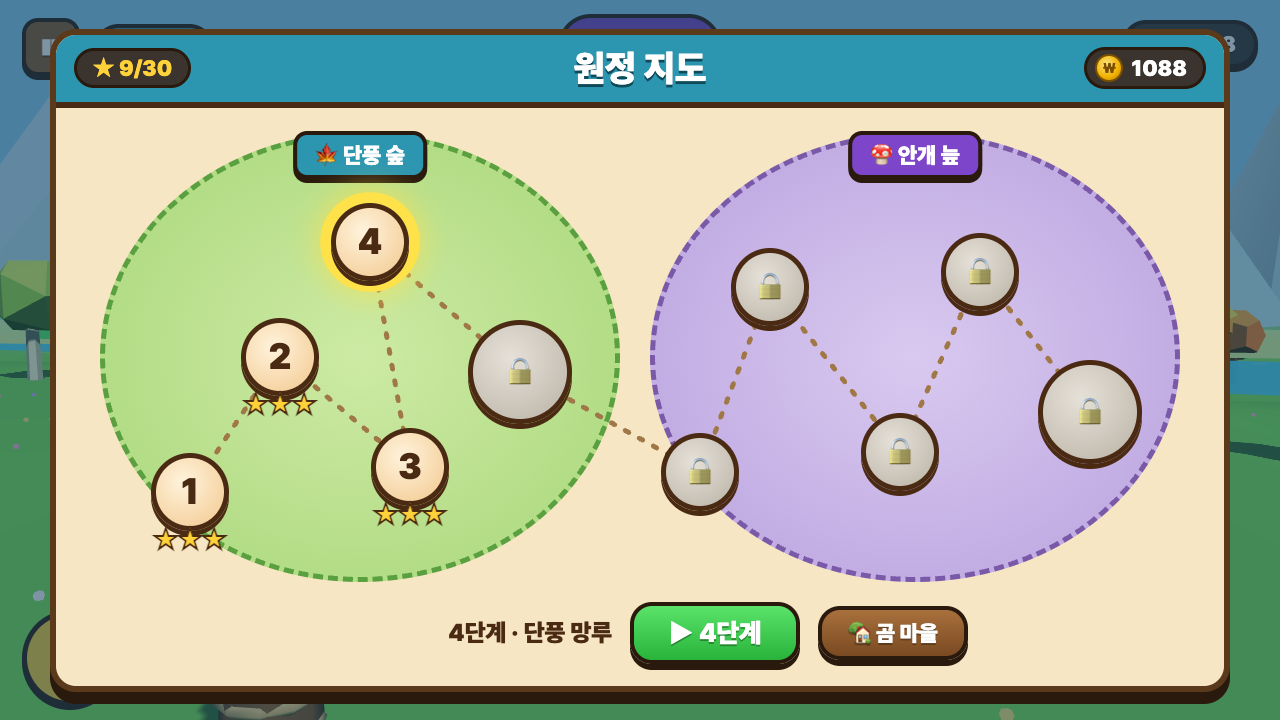 9/30
원정 지도
1088
단풍 숲
안개 늪
4
2
3
1
4단계 · 단풍 망루
▶ 4단계
곰 마을